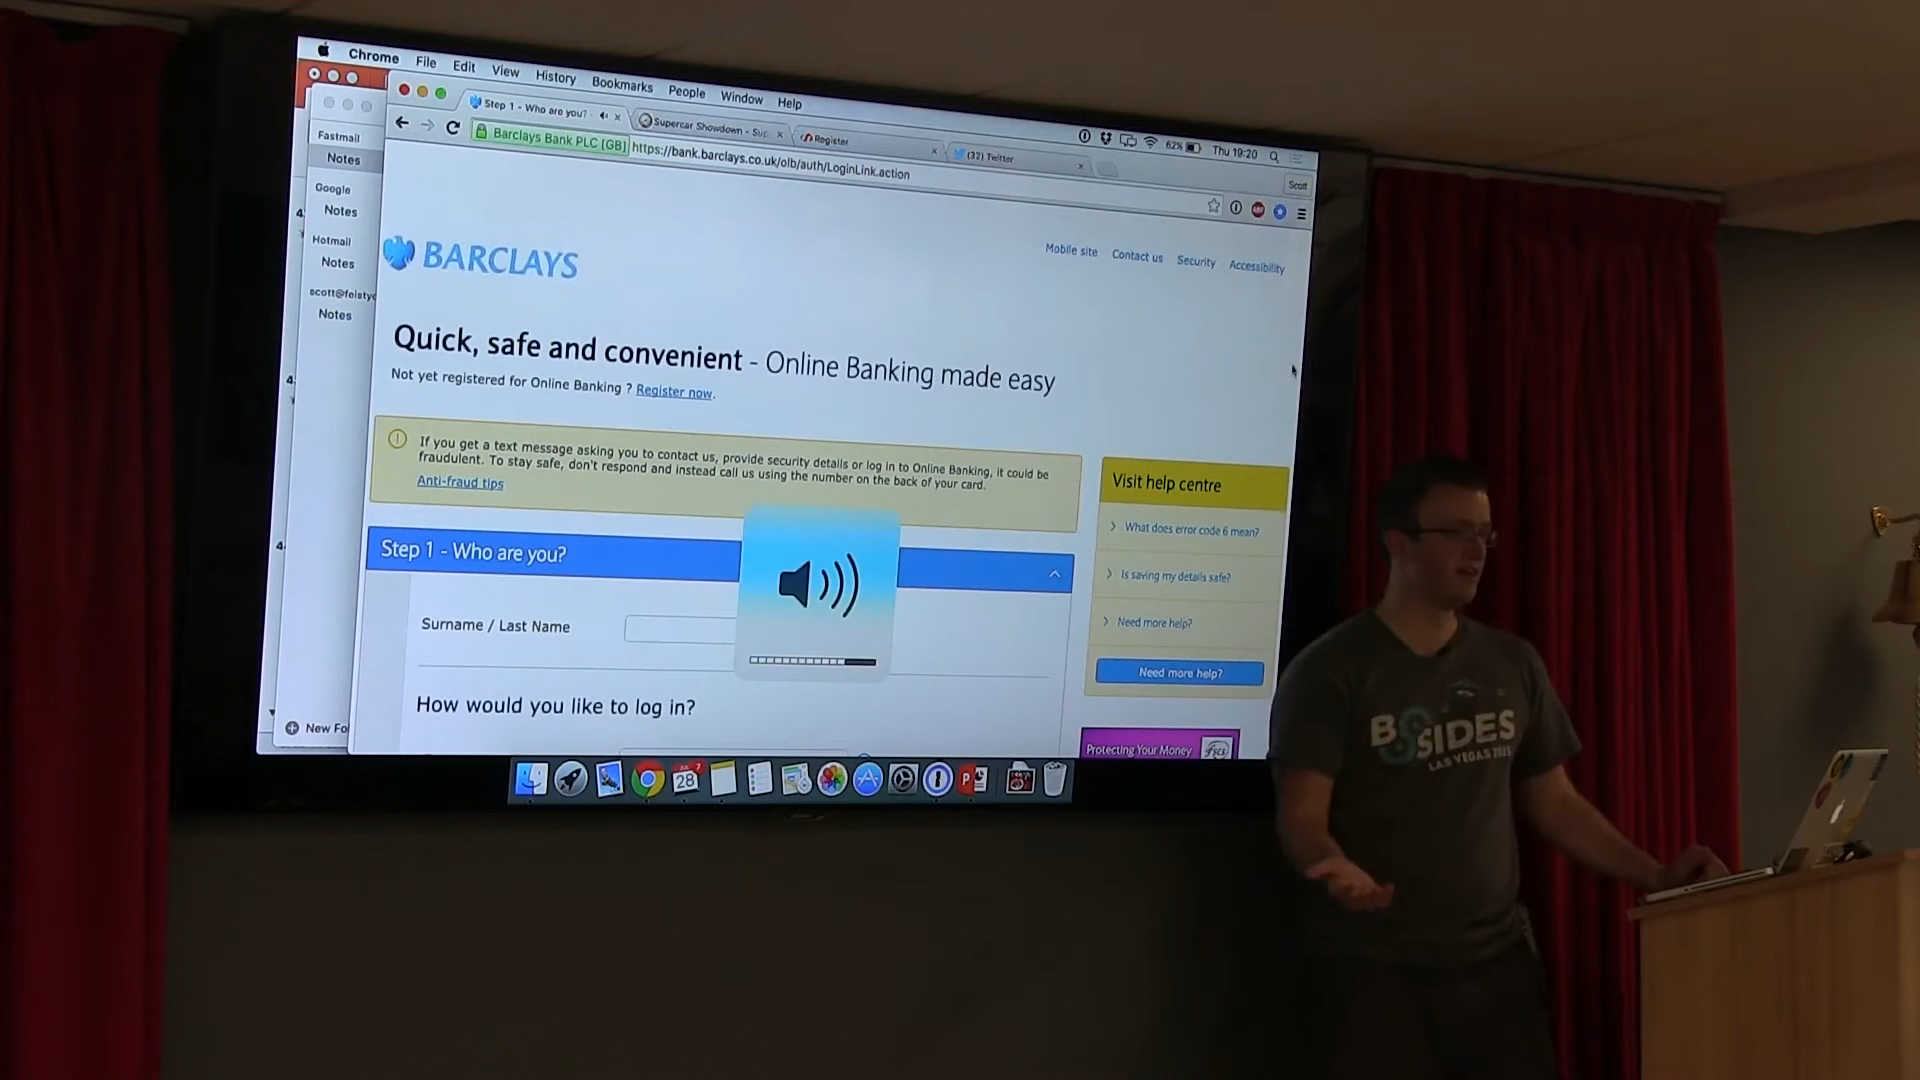 Chrome File Edit View History Bookmarks People Window Help
62% Thu 19:20
Step 1 - Who are you?
Supercar Showdown - Sup
Register
(32) Twitter
Scott
Barclays Bank PLC [GB] https://bank.barclays.co.uk/olb/auth/LoginLink.action
Fastmail
Notes
Google
Notes
Hotmail
Notes
scott@feistyd
Notes
New Fo
BARCLAYS
Mobile site Contact us Security Accessibility
Quick, safe and convenient - Online Banking made easy
Not yet registered for Online Banking ? Register now.
If you get a text message asking you to contact us, provide security details or log in to Online Banking, it could be
fraudulent. To stay safe, don't respond and instead call us using the number on the back of your card.
Anti-fraud tips
Visit help centre
What does error code 6 mean?
Is saving my details safe?
Need more help?
Need more help?
Step 1 - Who are you?
Surname / Last Name
How would you like to log in?
Protecting Your Money
fscs
28
BSIDES
LAS VEGAS 2015